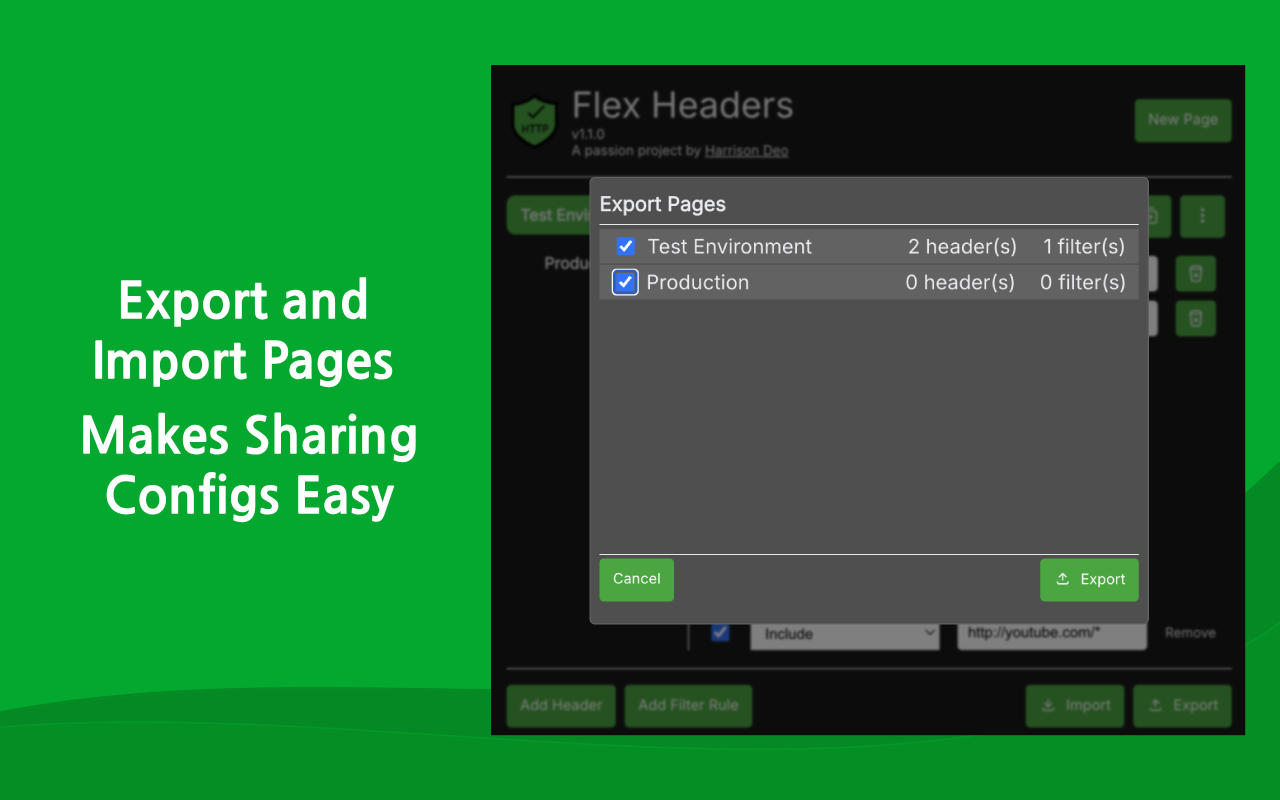 Export and
Import Pages
Makes Sharing
Configs Easy
HTTP
Flex Headers
v1.1.0
A passion project by Harrison Deo
New Page
Test Envi
Produ
Export Pages
Test Environment 2 header(s) 1 filter(s)
Production 0 header(s) 0 filter(s)
Cancel
Export
Include
http://youtube.com/*
Remove
Add Header
Add Filter Rule
Import
Export